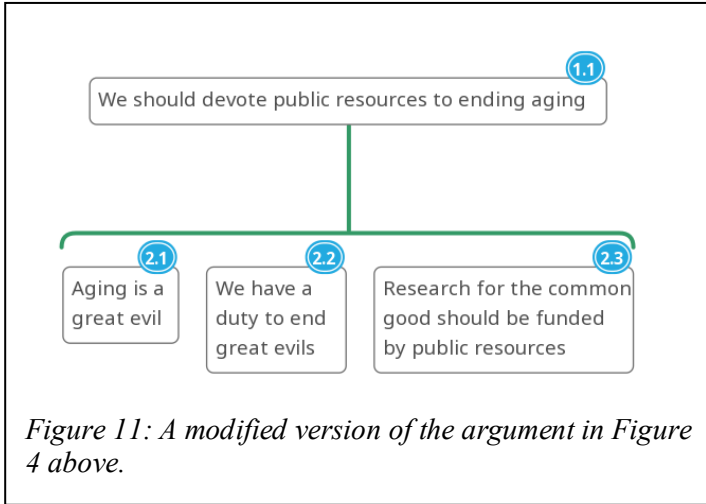 1.1
We should devote public resources to ending aging
2.1
Aging is a
great evil
2.2
We have a
duty to end
great evils
2.3
Research for the common
good should be funded
by public resources
Figure 11: A modified version of the argument in Figure
4 above.